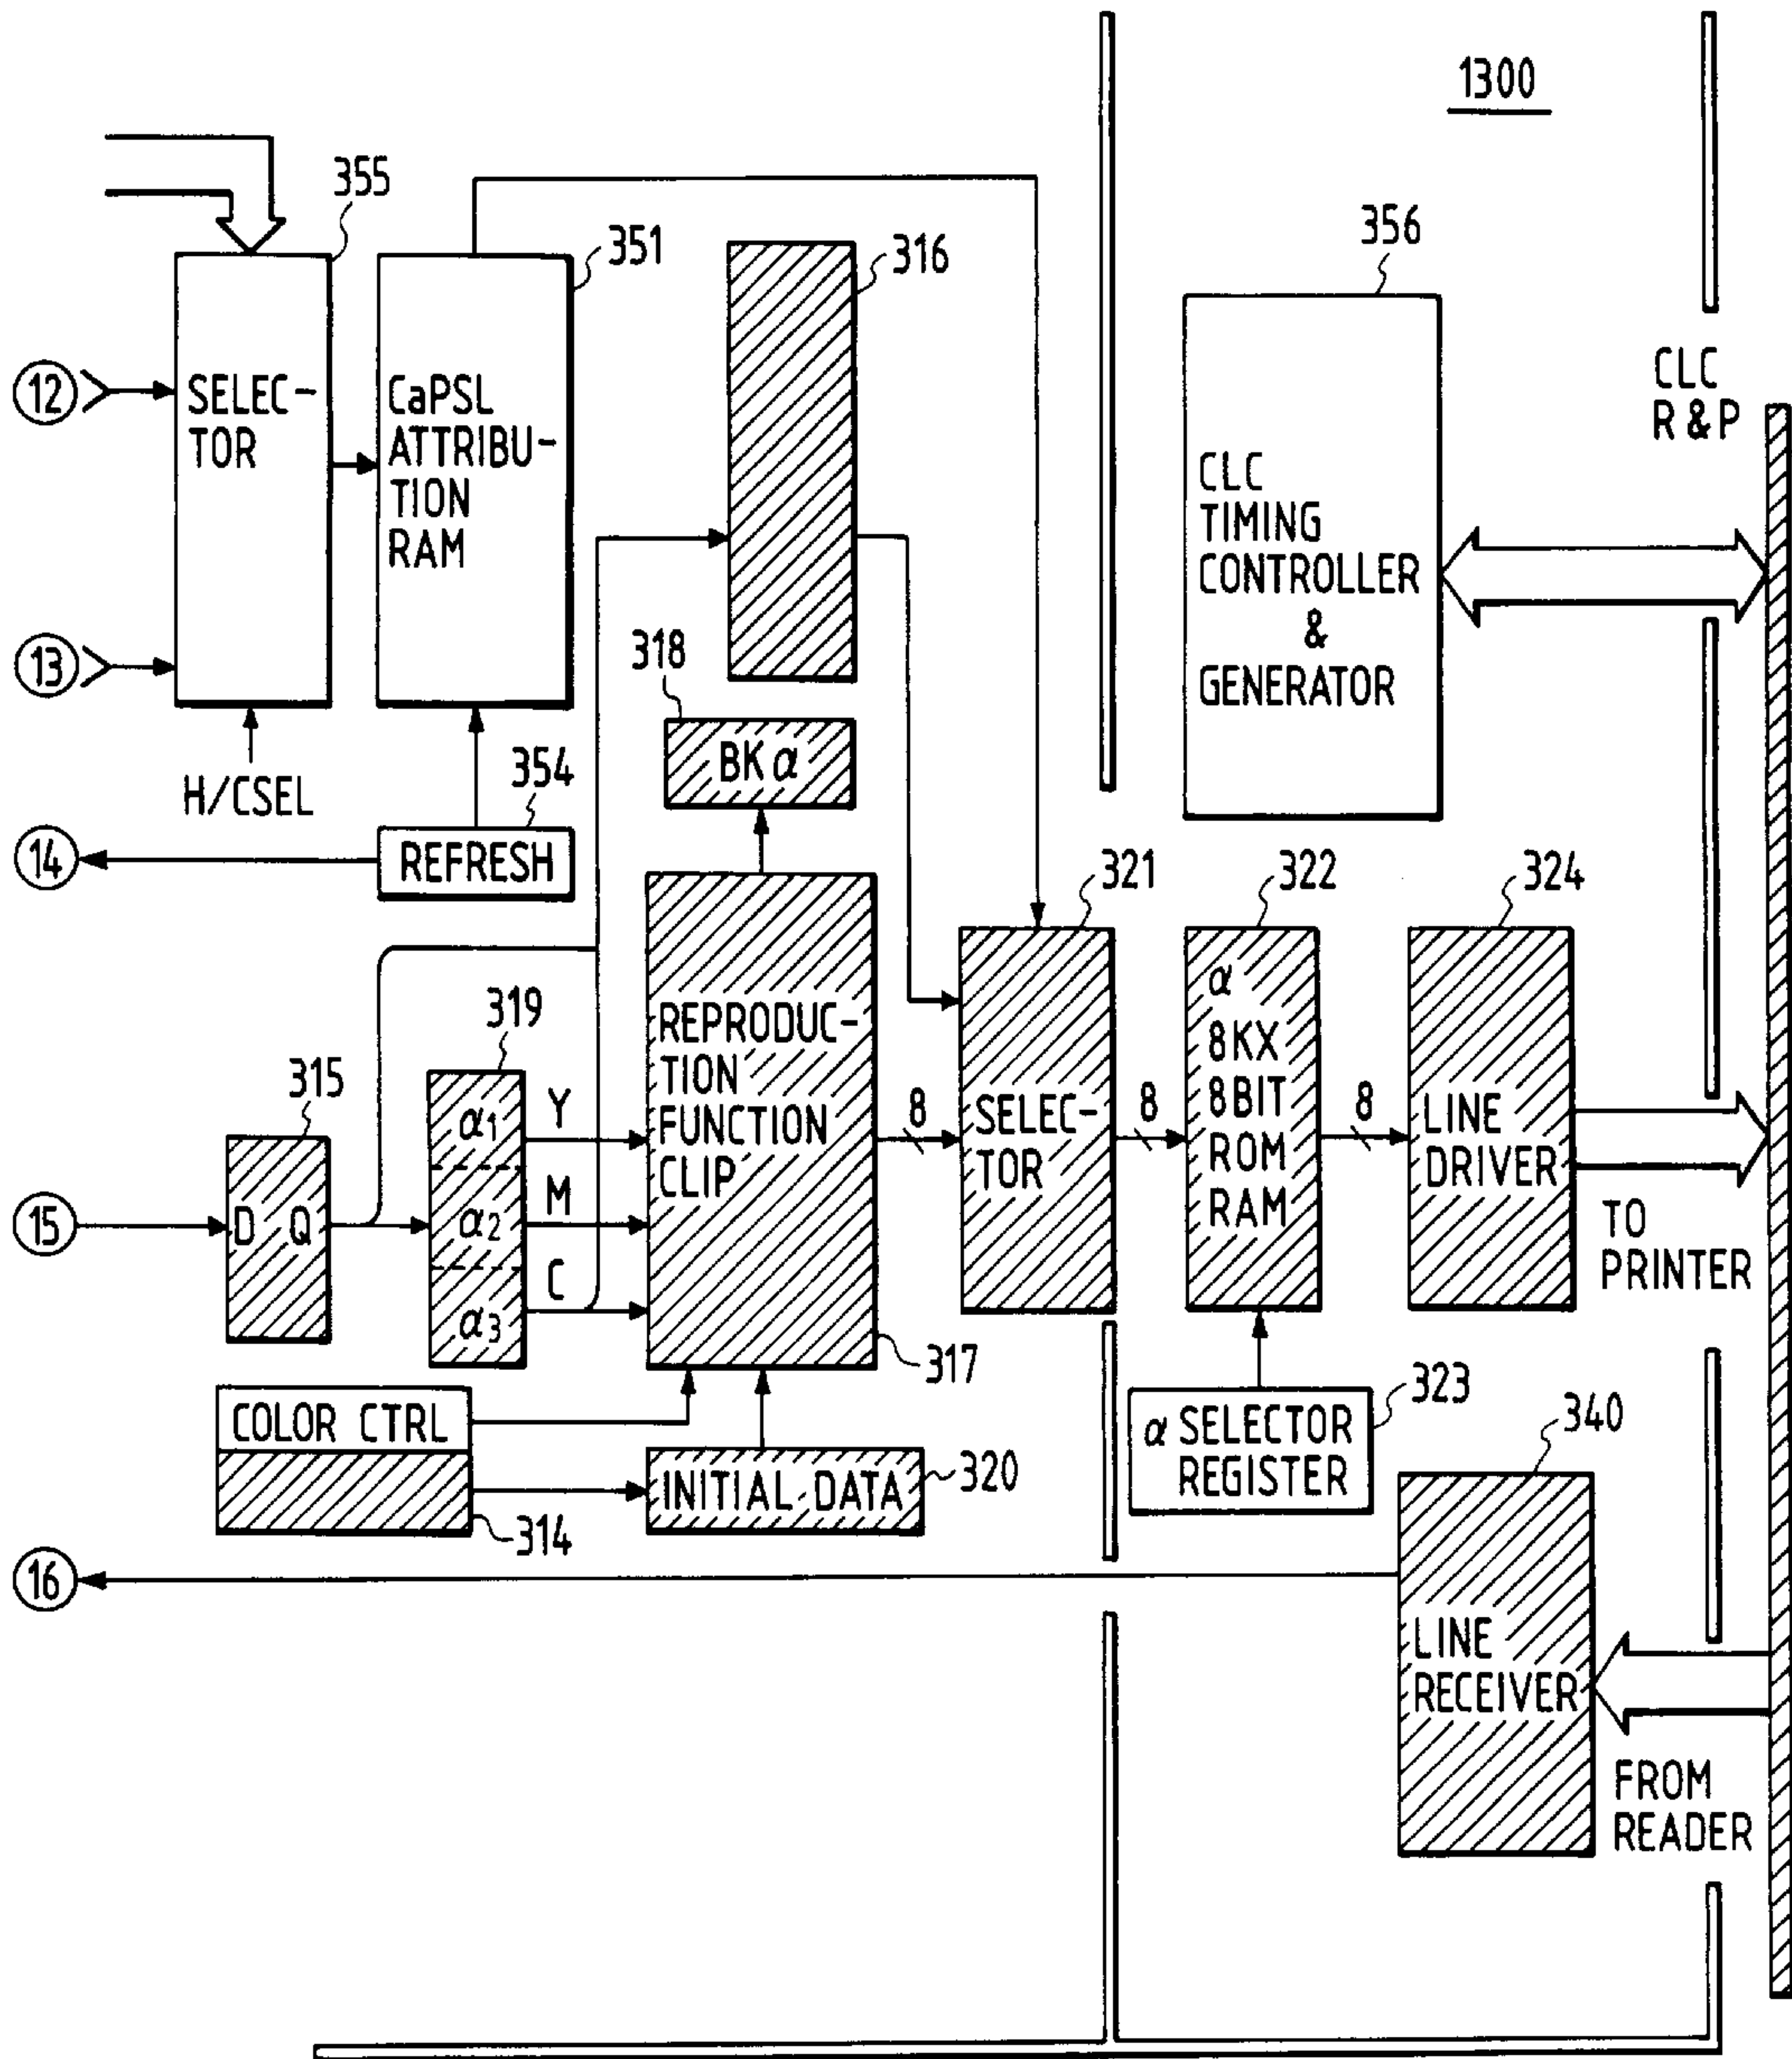 1300
355
351
316
356
CLC
R & P
12
SELEC-
TOR
CaPSL
ATTRIBU-
TION
RAM
CLC
TIMING
CONTROLLER
&
GENERATOR
13
318
BK α
H/CSEL
354
14
REFRESH
321
322
324
319
REPRODUC-
TION
FUNCTION
CLIP
α
8KX
8BIT
ROM
RAM
315
α1
Y
8
SELEC-
TOR
8
8
LINE
DRIVER
15
D Q
α2
M
TO
PRINTER
α3
C
317
323
COLOR CTRL
α SELECTOR
REGISTER
340
INITIAL DATA
320
314
16
LINE
RECEIVER
FROM
READER